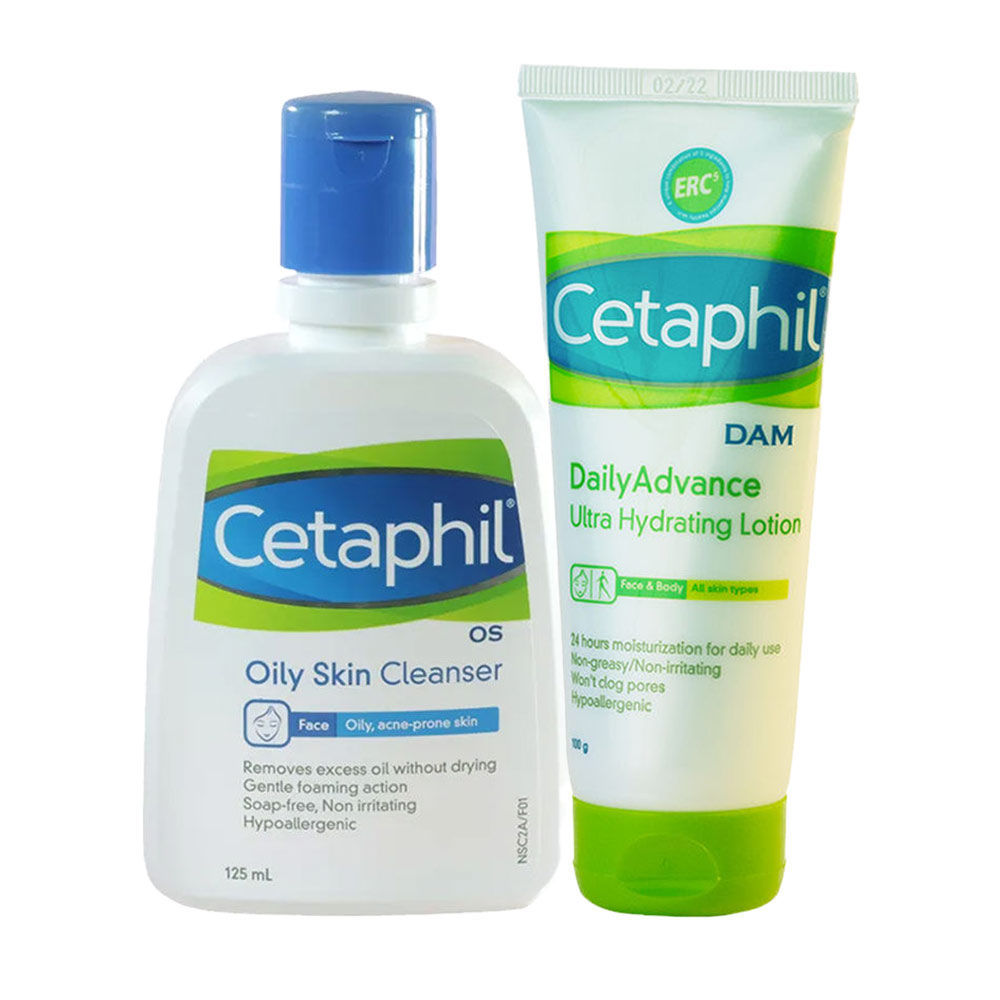 Cetaphil®
OS
Oily Skin Cleanser
Face Oily, acne-prone skin
Removes excess oil without drying
Gentle foaming action
Soap-free, Non irritating
Hypoallergenic
125 mL
NSC2A/F01
02/22
ERC5
Cetaphil®
DAM
DailyAdvance
Ultra Hydrating Lotion
Face & Body All skin types
24 hours moisturization for daily use
Non-greasy/Non-irritating
Won't clog pores
Hypoallergenic
100 g